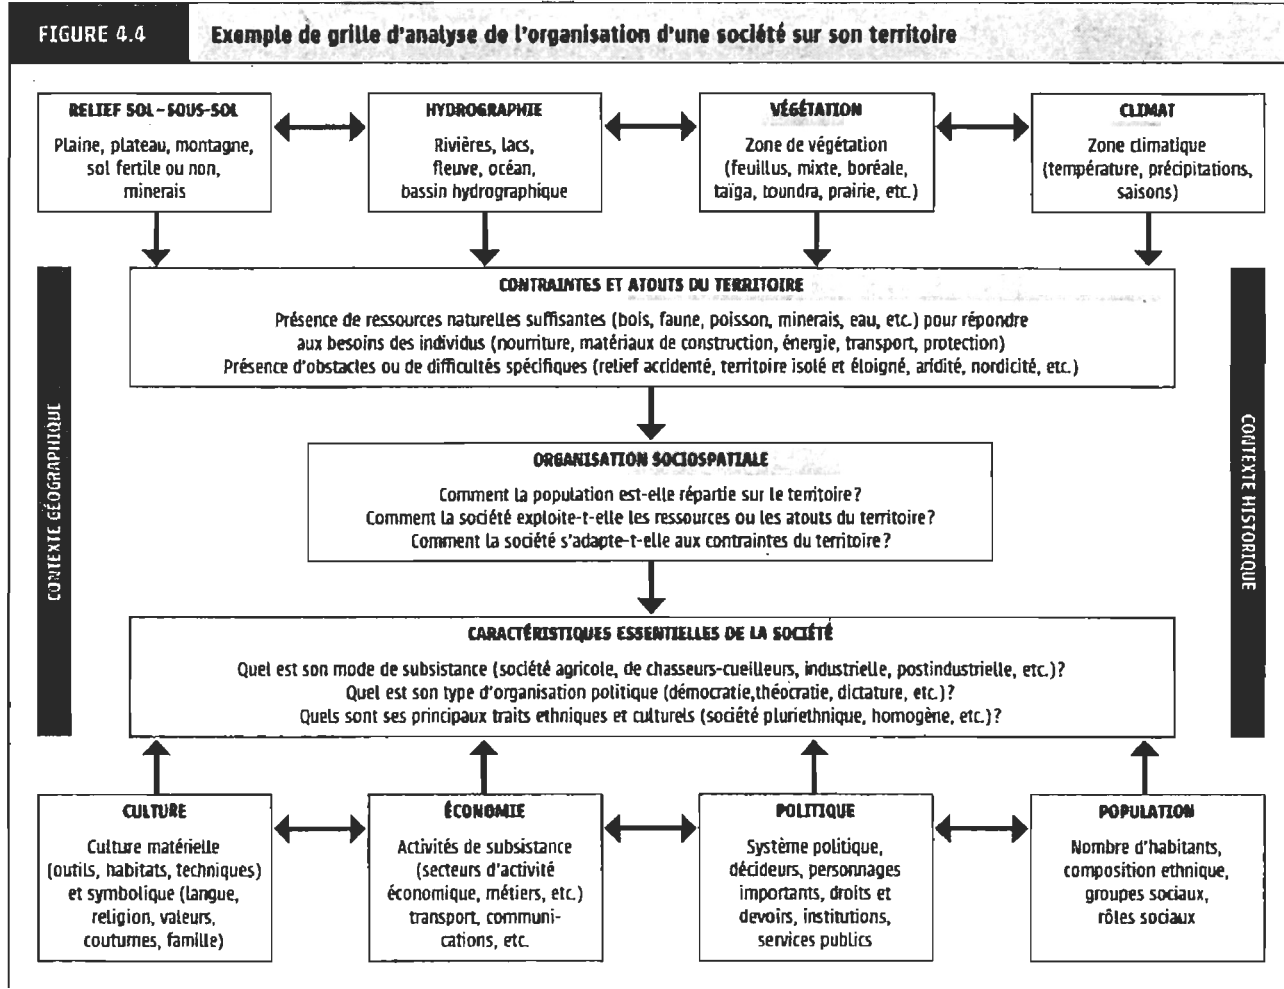 FIGURE 4.4
Exemple de grille d'analyse de l'organisation d'une société sur son territoire
RELIEF SOL – SOUS-SOL
Plaine, plateau, montagne,
sol fertile ou non,
minerais
HYDROGRAPHIE
Rivières, lacs,
fleuve, océan,
bassin hydrographique
VÉGÉTATION
Zone de végétation
(feuillus, mixte, boréale,
taïga, toundra, prairie, etc.)
CLIMAT
Zone climatique
(température, précipitations,
saisons)
CONTEXTE GÉOGRAPHIQUE
CONTRAINTES ET ATOUTS DU TERRITOIRE
Présence de ressources naturelles suffisantes (bois, faune, poisson, minerais, eau, etc.) pour répondre
aux besoins des individus (nourriture, matériaux de construction, énergie, transport, protection)
Présence d'obstacles ou de difficultés spécifiques (relief accidenté, territoire isolé et éloigné, aridité, nordicité, etc.)
CONTEXTE HISTORIQUE
ORGANISATION SOCIOSPATIALE
Comment la population est-elle répartie sur le territoire?
Comment la société exploite-t-elle les ressources ou les atouts du territoire?
Comment la société s'adapte-t-elle aux contraintes du territoire?
CARACTÉRISTIQUES ESSENTIELLES DE LA SOCIÉTÉ
Quel est son mode de subsistance (société agricole, de chasseurs-cueilleurs, industrielle, postindustrielle, etc.)?
Quel est son type d'organisation politique (démocratie,théocratie, dictature, etc.)?
Quels sont ses principaux traits ethniques et culturels (société pluriethnique, homogène, etc.)?
CULTURE
Culture matérielle
(outils, habitats, techniques)
et symbolique (langue,
religion, valeurs,
coutumes, famille)
ÉCONOMIE
Activités de subsistance
(secteurs d'activité
économique, métiers, etc.)
transport, communi-
cations, etc.
POLITIQUE
Système politique,
décideurs, personnages
importants, droits et
devoirs, institutions,
services publics
POPULATION
Nombre d'habitants,
composition ethnique,
groupes sociaux,
rôles sociaux